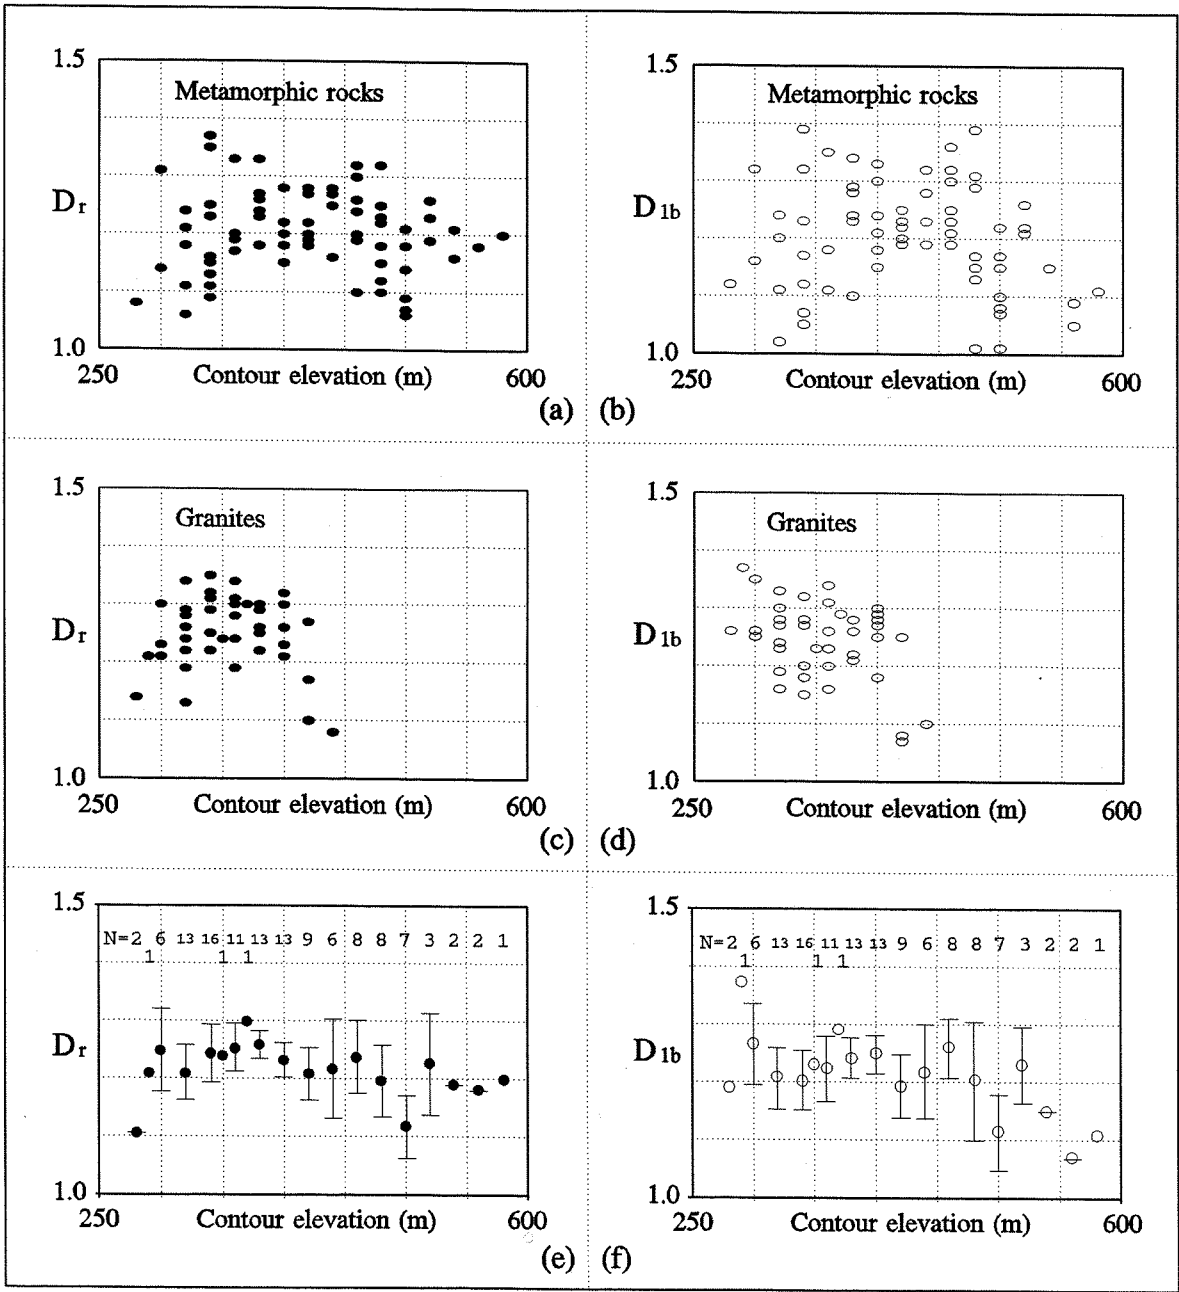 1.5
Metamorphic rocks
Dr
1.0
250 Contour elevation (m) 600
(a)
1.5
Metamorphic rocks
D1b
1.0
250 Contour elevation (m) 600
(b)
1.5
Granites
Dr
1.0
250 Contour elevation (m) 600
(c)
1.5
Granites
D1b
1.0
250 Contour elevation (m) 600
(d)
1.5
N=2 6 13 16 11 13 13 9 6 8 8 7 3 2 2 1
1 1 1
Dr
1.0
250 Contour elevation (m) 600
(e)
1.5
N=2 6 13 16 11 13 13 9 6 8 8 7 3 2 2 1
1 1 1
D1b
1.0
250 Contour elevation (m) 600
(f)